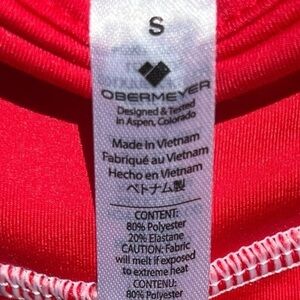 S
OBERMEYER
Designed & Tested
in Aspen, Colorado
Made in Vietnam
Fabriqué au Vietnam
Hecho en Vietnam
ベトナム製
CONTENT:
80% Polyester
20% Elastane
CAUTION: Fabric
will melt if exposed
to extreme heat
CONTENU:
80% Polyester